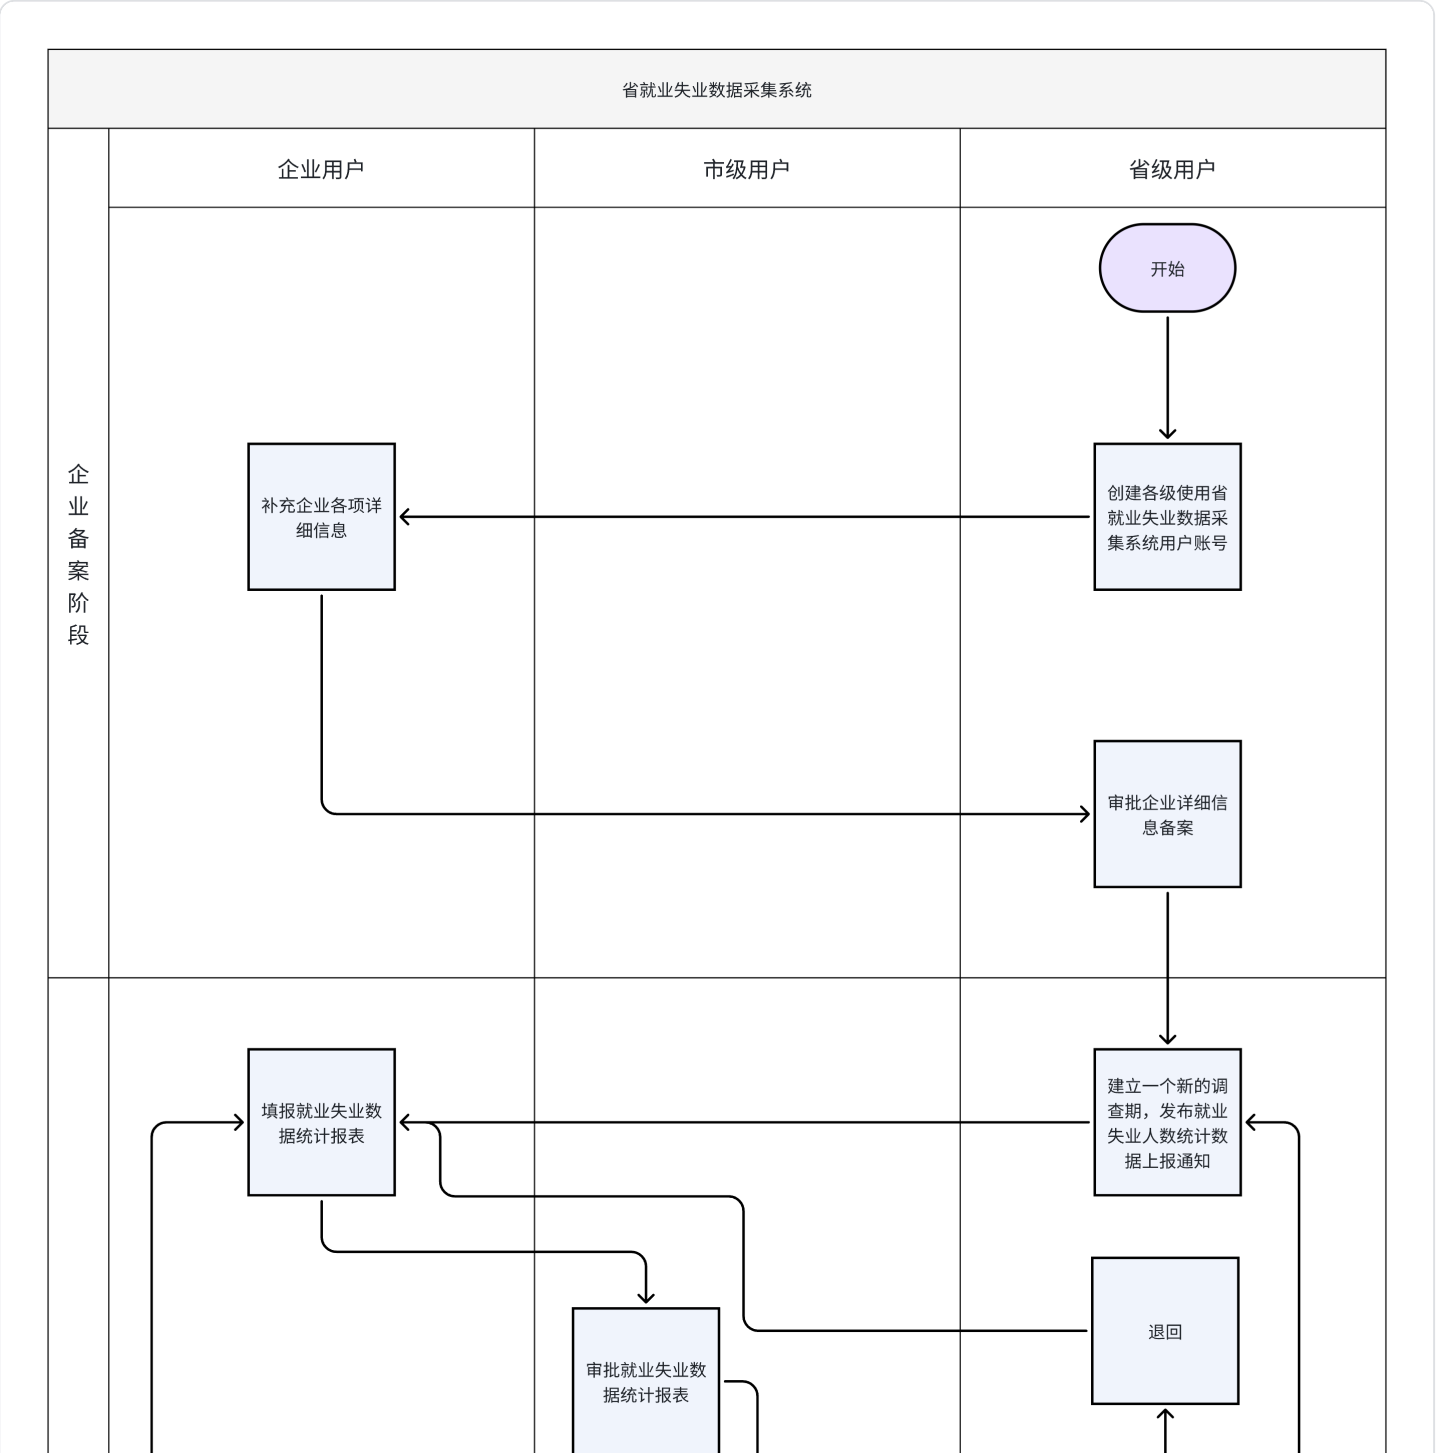 省就业失业数据采集系统
企业用户
市级用户
省级用户
企
业
备
案
阶
段
开始
补充企业各项详
细信息
创建各级使用省
就业失业数据采
集系统用户账号
审批企业详细信
息备案
填报就业失业数
据统计报表
建立一个新的调
查期，发布就业
失业人数统计数
据上报通知
退回
审批就业失业数
据统计报表